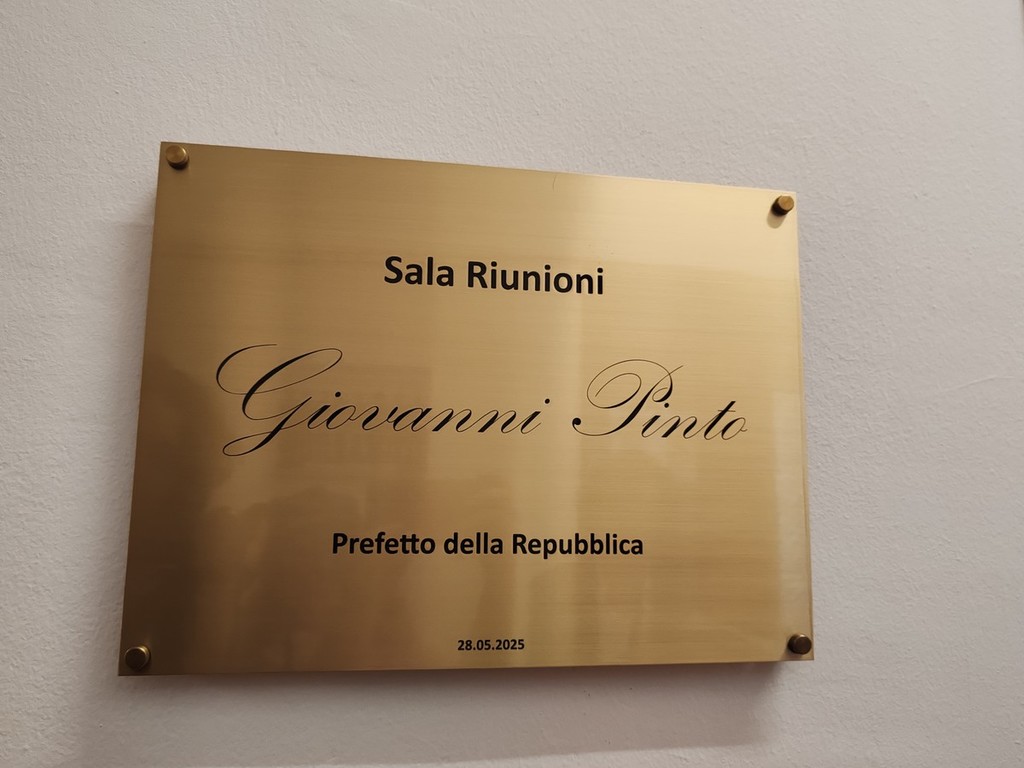 Sala Riunioni
Giovanni Pinto
Prefetto della Repubblica
28.05.2025